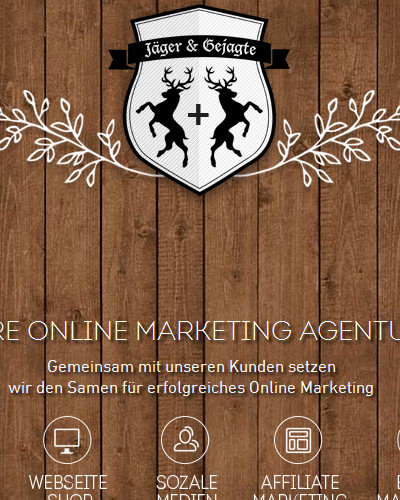 Jäger & Gejagte
+
RE ONLINE MARKETING AGENTU
Gemeinsam mit unseren Kunden setzen
wir den Samen für erfolgreiches Online Marketing
WEBSEITE SOZALE AFFILIATE
SHOP MEDIEN MARKETING MA